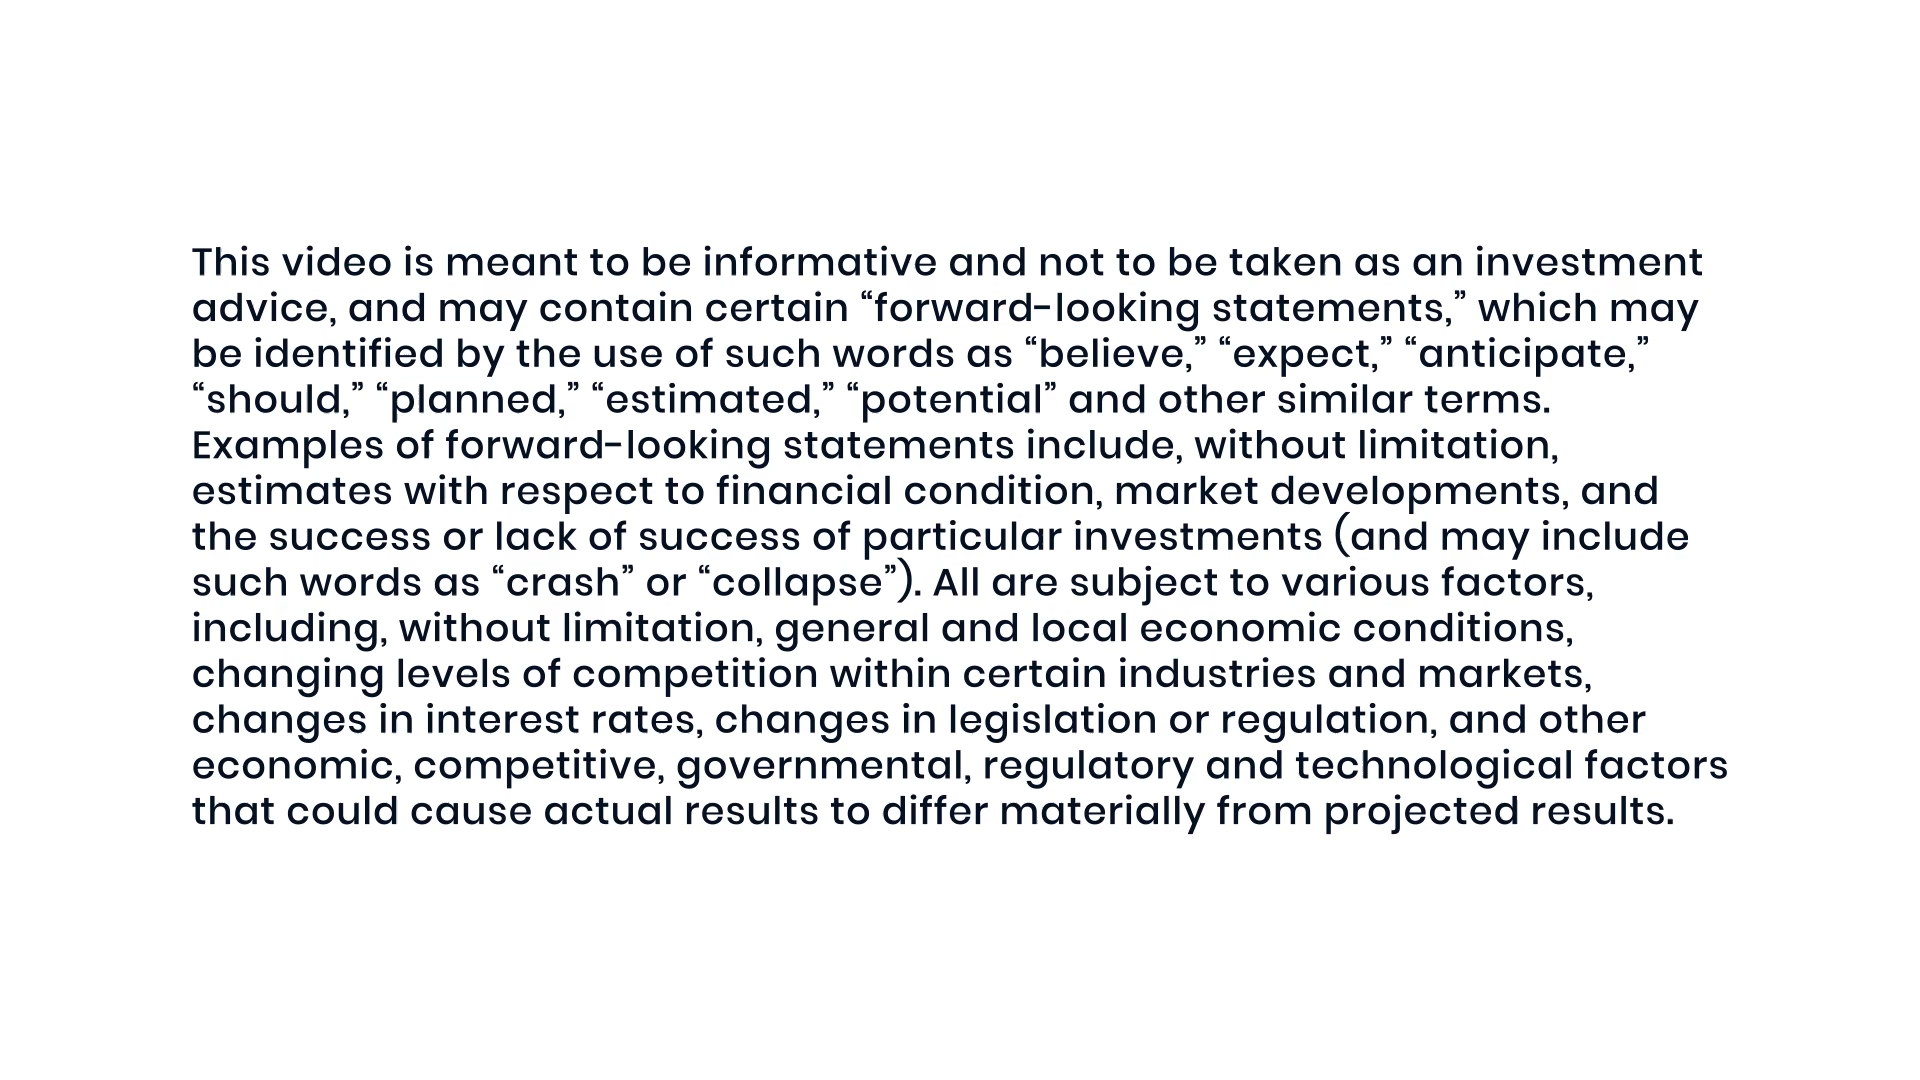 This video is meant to be informative and not to be taken as an investment
advice, and may contain certain “forward-looking statements,” which may
be identified by the use of such words as “believe,” “expect,” “anticipate,”
“should,” “planned,” “estimated,” “potential” and other similar terms.
Examples of forward-looking statements include, without limitation,
estimates with respect to financial condition, market developments, and
the success or lack of success of particular investments (and may include
such words as “crash” or “collapse”). All are subject to various factors,
including, without limitation, general and local economic conditions,
changing levels of competition within certain industries and markets,
changes in interest rates, changes in legislation or regulation, and other
economic, competitive, governmental, regulatory and technological factors
that could cause actual results to differ materially from projected results.